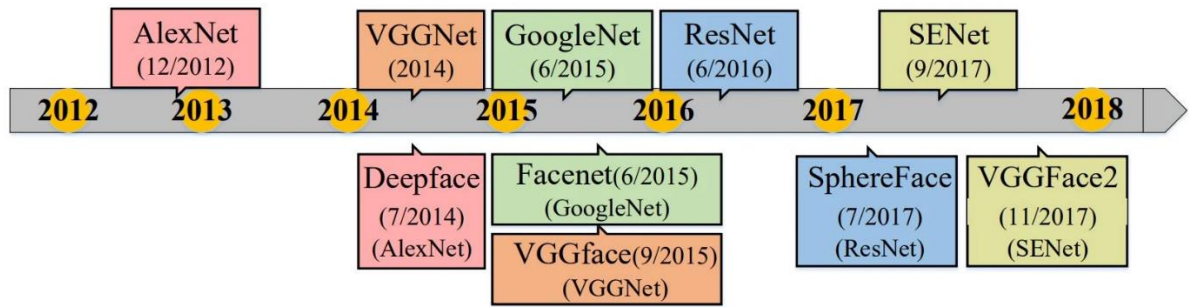 AlexNet
(12/2012)
VGGNet
(2014)
GoogleNet
(6/2015)
ResNet
(6/2016)
SENet
(9/2017)
2012
2013
2014
2015
2016
2017
2018
Deepface
(7/2014)
(AlexNet)
Facenet(6/2015)
(GoogleNet)
VGGface(9/2015)
(VGGNet)
SphereFace
(7/2017)
(ResNet)
VGGFace2
(11/2017)
(SENet)